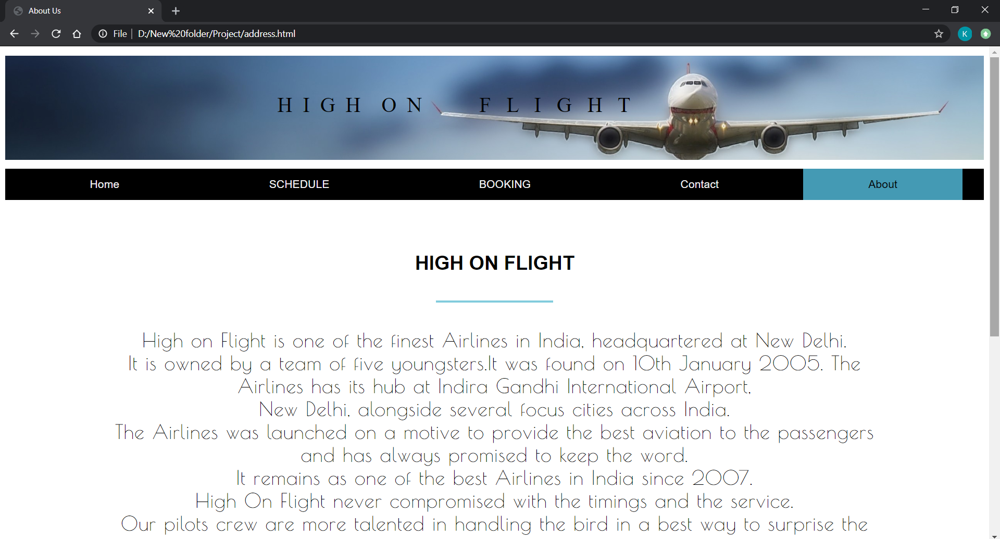 About Us
File D:/New%20folder/Project/address.html
K
HIGH ON FLIGHT
Home SCHEDULE BOOKING Contact About
HIGH ON FLIGHT
High on Flight is one of the finest Airlines in India, headquartered at New Delhi.
It is owned by a team of five youngsters.It was found on 10th January 2005. The
Airlines has its hub at Indira Gandhi International Airport,
New Delhi, alongside several focus cities across India.
The Airlines was launched on a motive to provide the best aviation to the passengers
and has always promised to keep the word.
It remains as one of the best Airlines in India since 2007.
High On Flight never compromised with the timings and the service.
Our pilots crew are more talented in handling the bird in a best way to surprise the